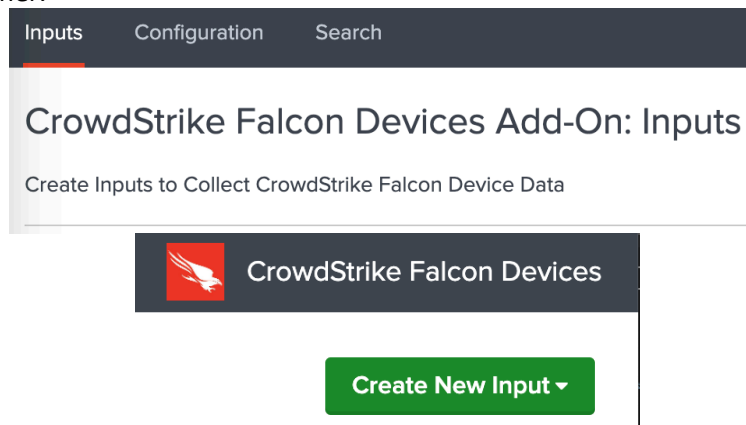 Inputs Configuration Search
CrowdStrike Falcon Devices Add-On: Inputs
Create Inputs to Collect CrowdStrike Falcon Device Data
CrowdStrike Falcon Devices
Create New Input